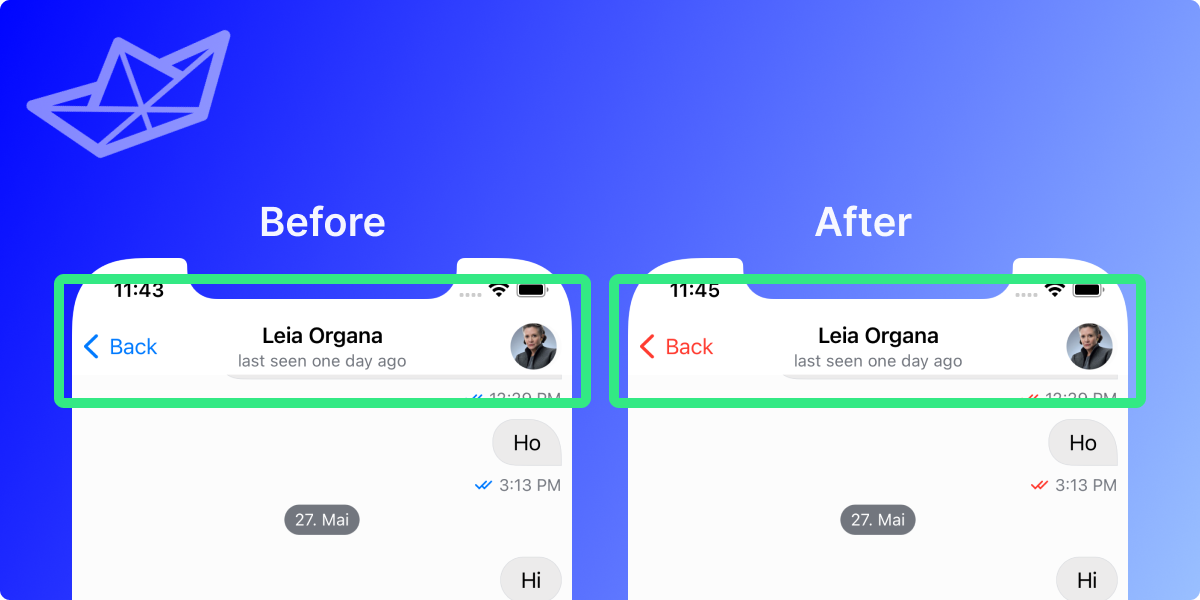 Before
After
11:43
Back
Leia Organa
last seen one day ago
12:29 PM
Ho
3:13 PM
27. Mai
Hi
11:45
Back
Leia Organa
last seen one day ago
12:29 PM
Ho
3:13 PM
27. Mai
Hi